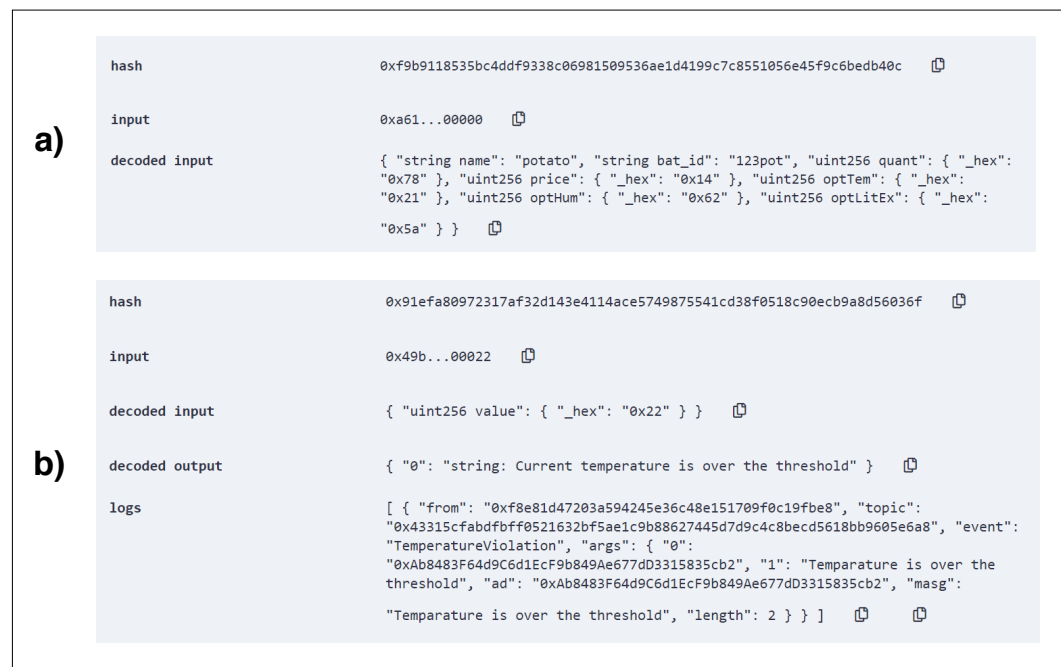 a)
hash 0xf9b9118535bc4ddf9338c06981509536ae1d4199c7c8551056e45f9c6bedb40c
input 0xa61...00000
decoded input { "string name": "potato", "string bat_id": "123pot", "uint256 quant": { "_hex":
"0x78" }, "uint256 price": { "_hex": "0x14" }, "uint256 optTem": { "_hex":
"0x21" }, "uint256 optHum": { "_hex": "0x62" }, "uint256 optLitEx": { "_hex":
"0x5a" } }
b)
hash 0x91efa80972317af32d143e4114ace5749875541cd38f0518c90ecb9a8d56036f
input 0x49b...00022
decoded input { "uint256 value": { "_hex": "0x22" } }
decoded output { "0": "string: Current temperature is over the threshold" }
logs [ { "from": "0xf8e81d47203a594245e36c48e151709f0c19fbe8", "topic":
"0x43315cfabdfbff0521632bf5ae1c9b88627445d7d9c4c8becd5618bb9605e6a8", "event":
"TemperatureViolation", "args": { "0":
"0xAb8483F64d9C6d1EcF9b849Ae677dD3315835cb2", "1": "Temparature is over the
threshold", "ad": "0xAb8483F64d9C6d1EcF9b849Ae677dD3315835cb2", "masg":
"Temparature is over the threshold", "length": 2 } } ]